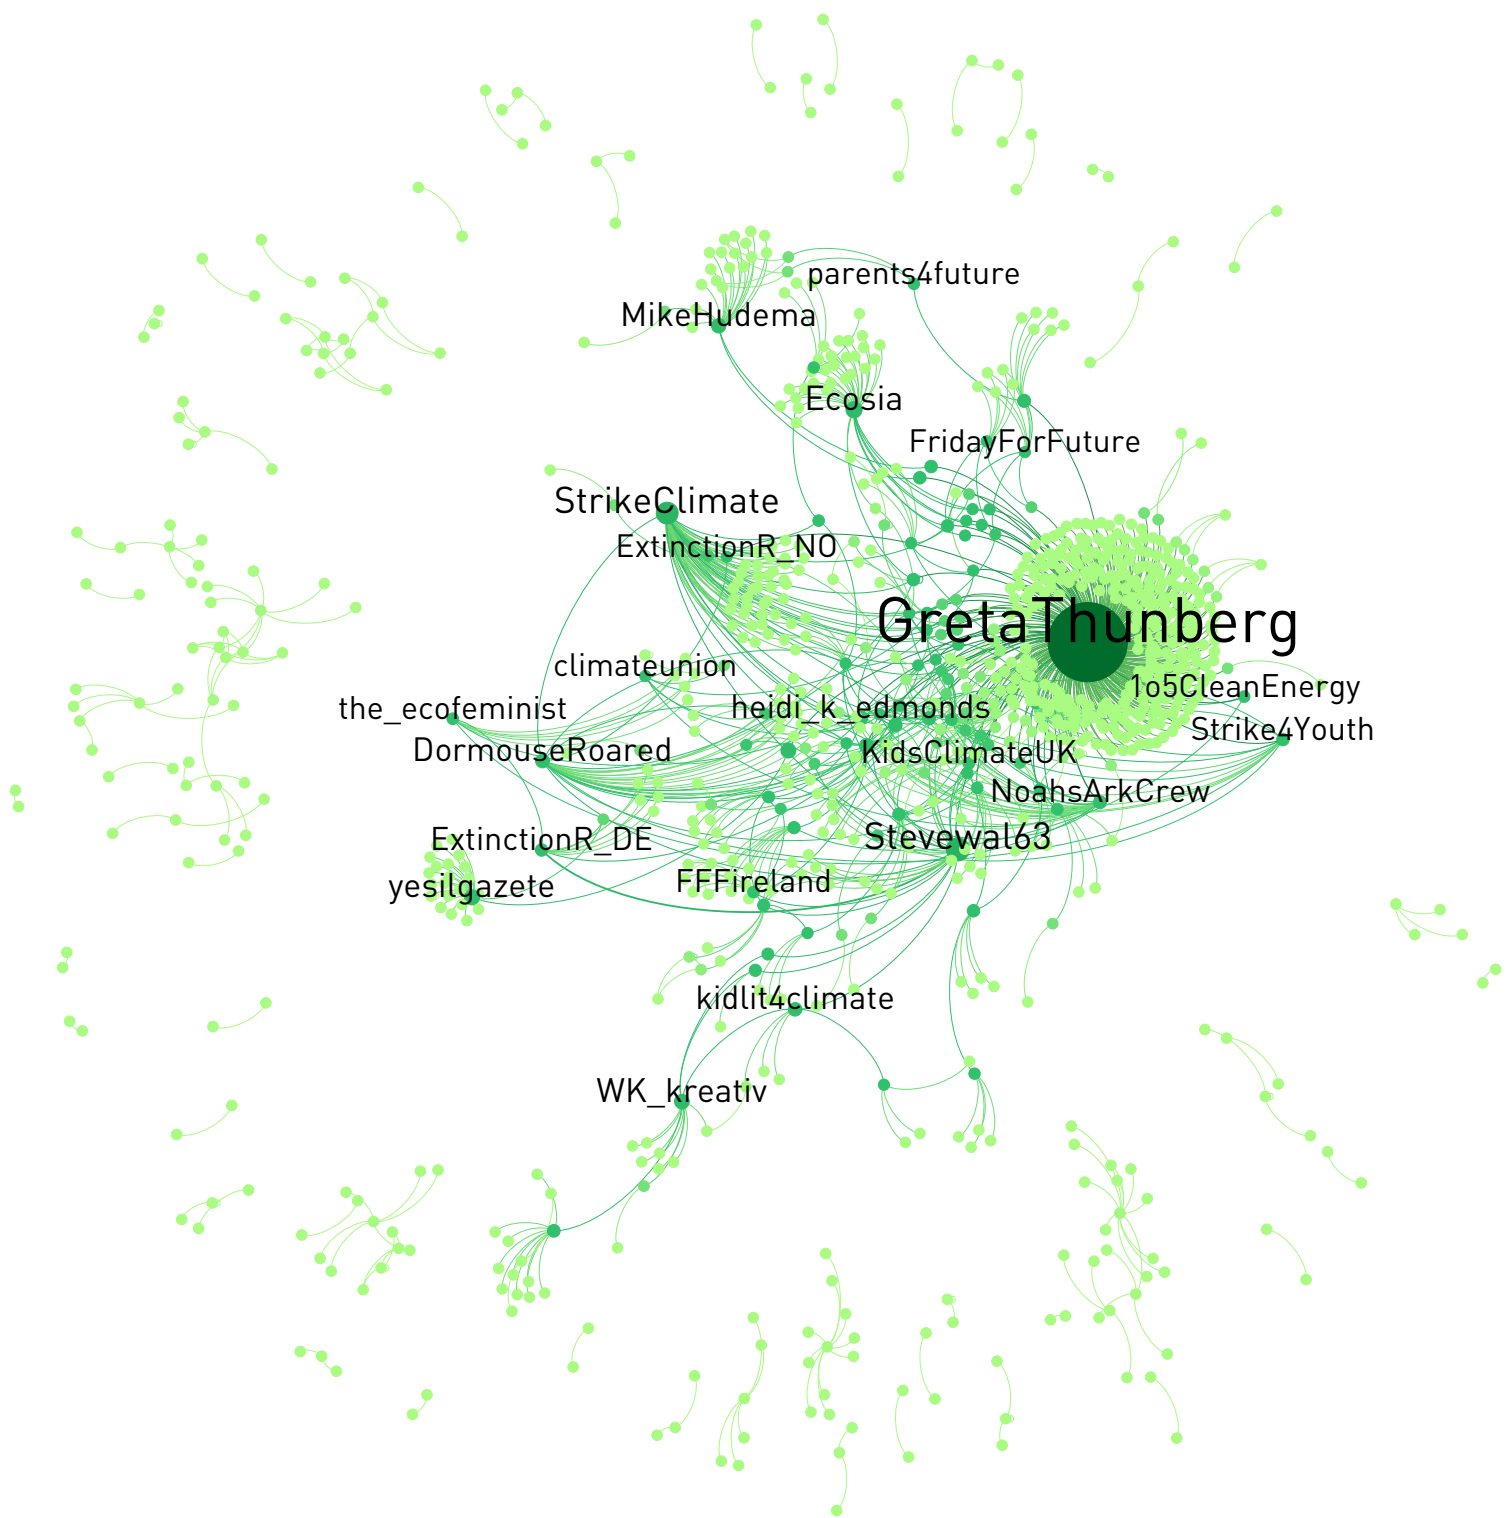 parents4future
MikeHudema
Ecosia
FridayForFuture
StrikeClimate
ExtinctionR_NO
GretaThunberg
climateunion
1o5CleanEnergy
the_ecofeminist
heidi_k_edmonds
Strike4Youth
DormouseRoared
KidsClimateUK
NoahsArkCrew
ExtinctionR_DE
Stevewal63
yesilgazete
FFFireland
kidlit4climate
WK_kreativ